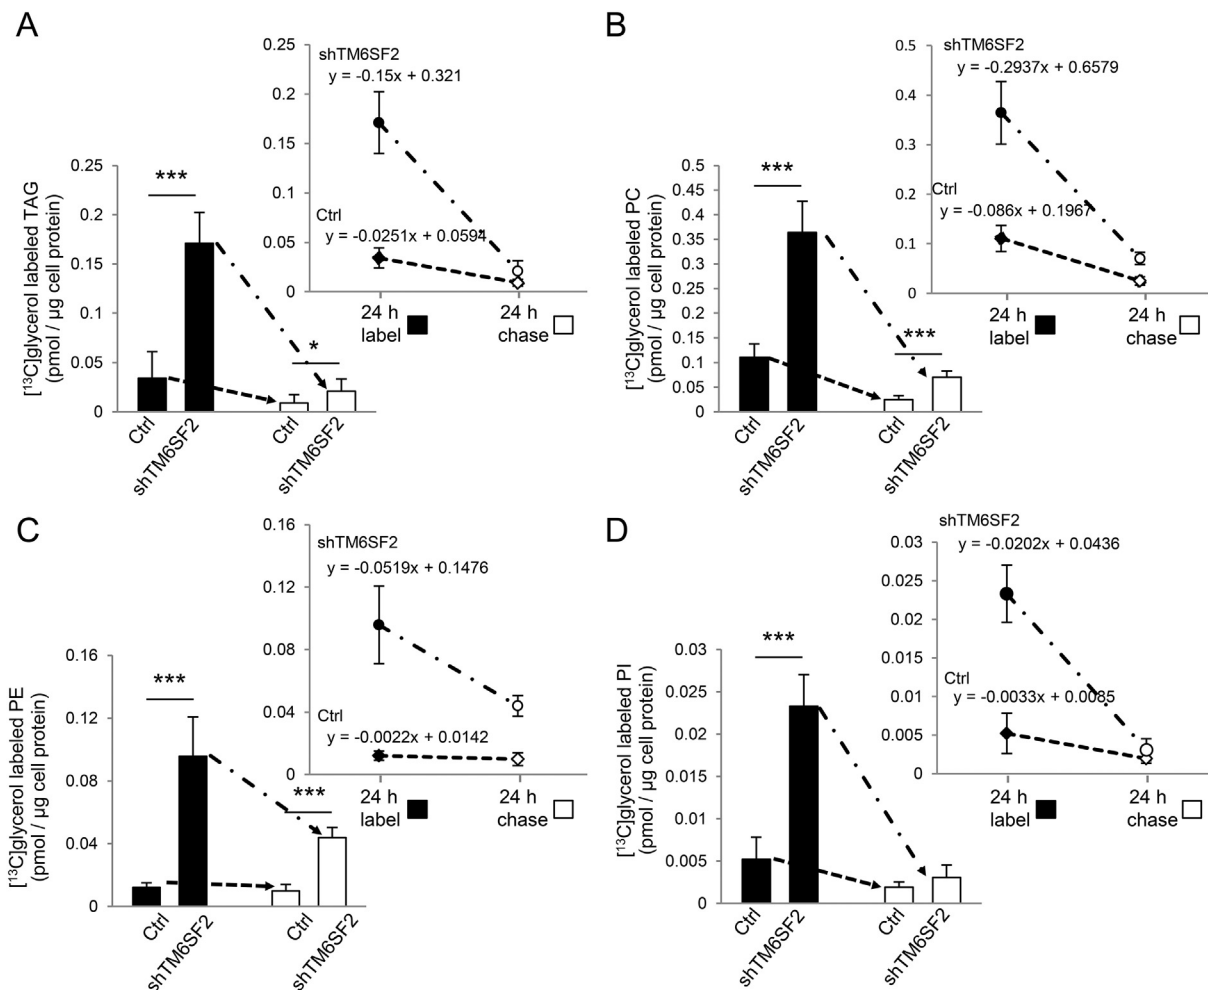 A
shTM6SF2
y = -0.15x + 0.321
0.25
0.2
0.15
0.1
0.05
0
Ctrl
y = -0.0251x + 0.0594
24 h
label
24 h
chase
[¹³C]glycerol labeled TAG
(pmol / µg cell protein)
0.25
0.2
0.15
0.1
0.05
0
***
*
Ctrl
shTM6SF2
Ctrl
shTM6SF2
B
shTM6SF2
y = -0.2937x + 0.6579
0.5
0.4
0.3
0.2
0.1
0
Ctrl
y = -0.086x + 0.1967
24 h
label
24 h
chase
[¹³C]glycerol labeled PC
(pmol / µg cell protein)
0.5
0.45
0.4
0.35
0.3
0.25
0.2
0.15
0.1
0.05
0
***
***
Ctrl
shTM6SF2
Ctrl
shTM6SF2
C
shTM6SF2
y = -0.0519x + 0.1476
0.16
0.12
0.08
0.04
0
Ctrl
y = -0.0022x + 0.0142
24 h
label
24 h
chase
[¹³C]glycerol labeled PE
(pmol / µg cell protein)
0.16
0.12
0.08
0.04
0
***
***
Ctrl
shTM6SF2
Ctrl
shTM6SF2
D
shTM6SF2
y = -0.0202x + 0.0436
0.03
0.025
0.02
0.015
0.01
0.005
0
Ctrl
y = -0.0033x + 0.0085
24 h
label
24 h
chase
[¹³C]glycerol labeled PI
(pmol / µg cell protein)
0.03
0.025
0.02
0.015
0.01
0.005
0
***
Ctrl
shTM6SF2
Ctrl
shTM6SF2